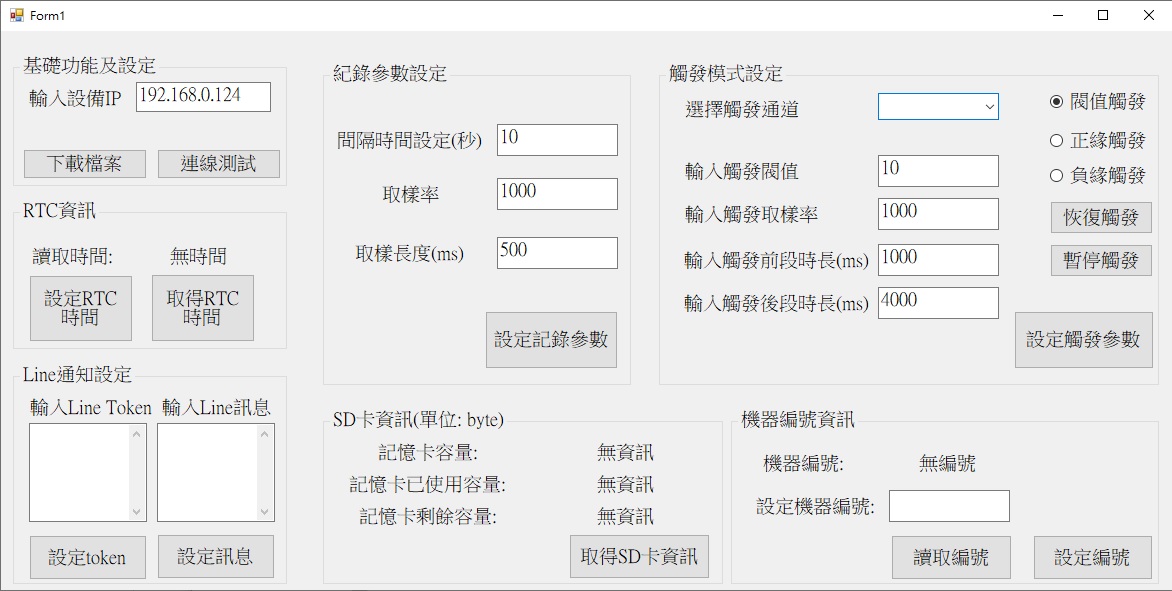 Form1
基礎功能及設定
輸入設備IP
192.168.0.124
下載檔案
連線測試
RTC資訊
讀取時間:
無時間
設定RTC
時間
取得RTC
時間
Line通知設定
輸入Line Token
輸入Line訊息
設定token
設定訊息
紀錄參數設定
間隔時間設定(秒)
10
取樣率
1000
取樣長度(ms)
500
設定記錄參數
觸發模式設定
選擇觸發通道
輸入觸發閥值
10
輸入觸發取樣率
1000
輸入觸發前段時長(ms)
1000
輸入觸發後段時長(ms)
4000
閥值觸發
正緣觸發
負緣觸發
恢復觸發
暫停觸發
設定觸發參數
SD卡資訊(單位: byte)
記憶卡容量:
無資訊
記憶卡已使用容量:
無資訊
記憶卡剩餘容量:
無資訊
取得SD卡資訊
機器編號資訊
機器編號:
無編號
設定機器編號:
讀取編號
設定編號